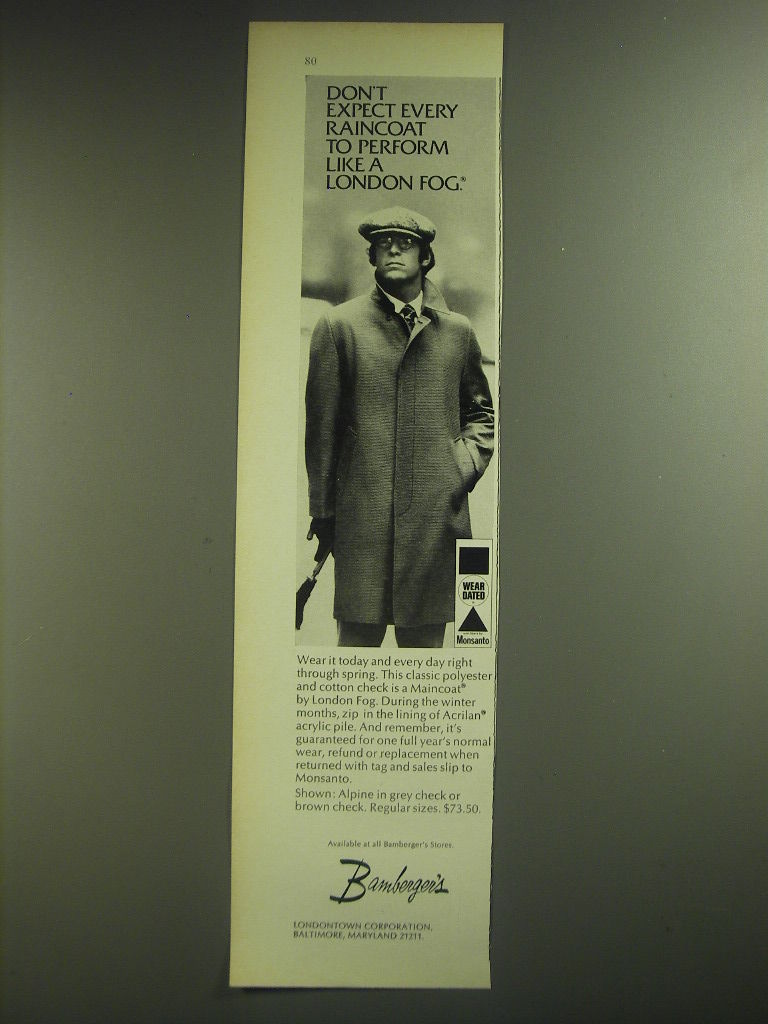 80
DON'T
EXPECT EVERY
RAINCOAT
TO PERFORM
LIKE A
LONDON FOG.®
WEAR
DATED
Monsanto
Wear it today and every day right
through spring. This classic polyester
and cotton check is a Maincoat®
by London Fog. During the winter
months, zip in the lining of Acrilan®
acrylic pile. And remember, it's
guaranteed for one full year's normal
wear, refund or replacement when
returned with tag and sales slip to
Monsanto.
Shown: Alpine in grey check or
brown check. Regular sizes. $73.50.
Available at all Bamberger's Stores.
Bamberger's
LONDONTOWN CORPORATION,
BALTIMORE, MARYLAND 21211.